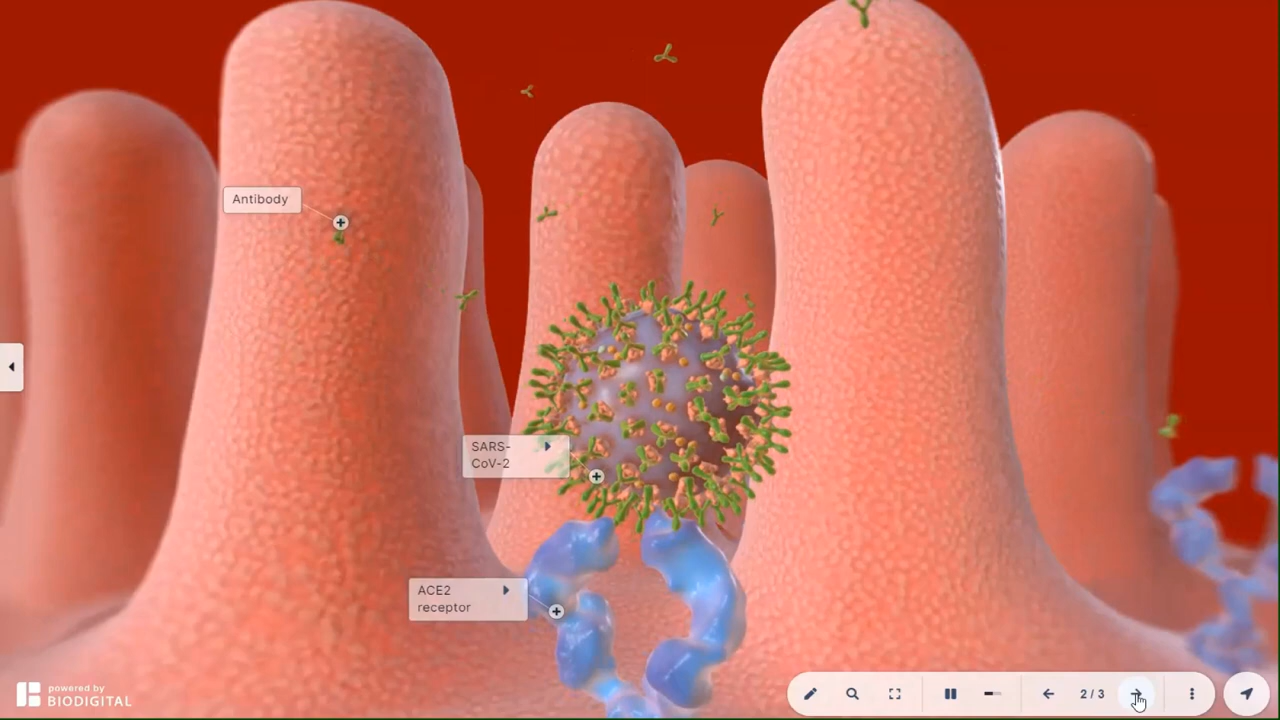 Antibody
SARS-
CoV-2
ACE2
receptor
powered by
BIODIGITAL
2 / 3